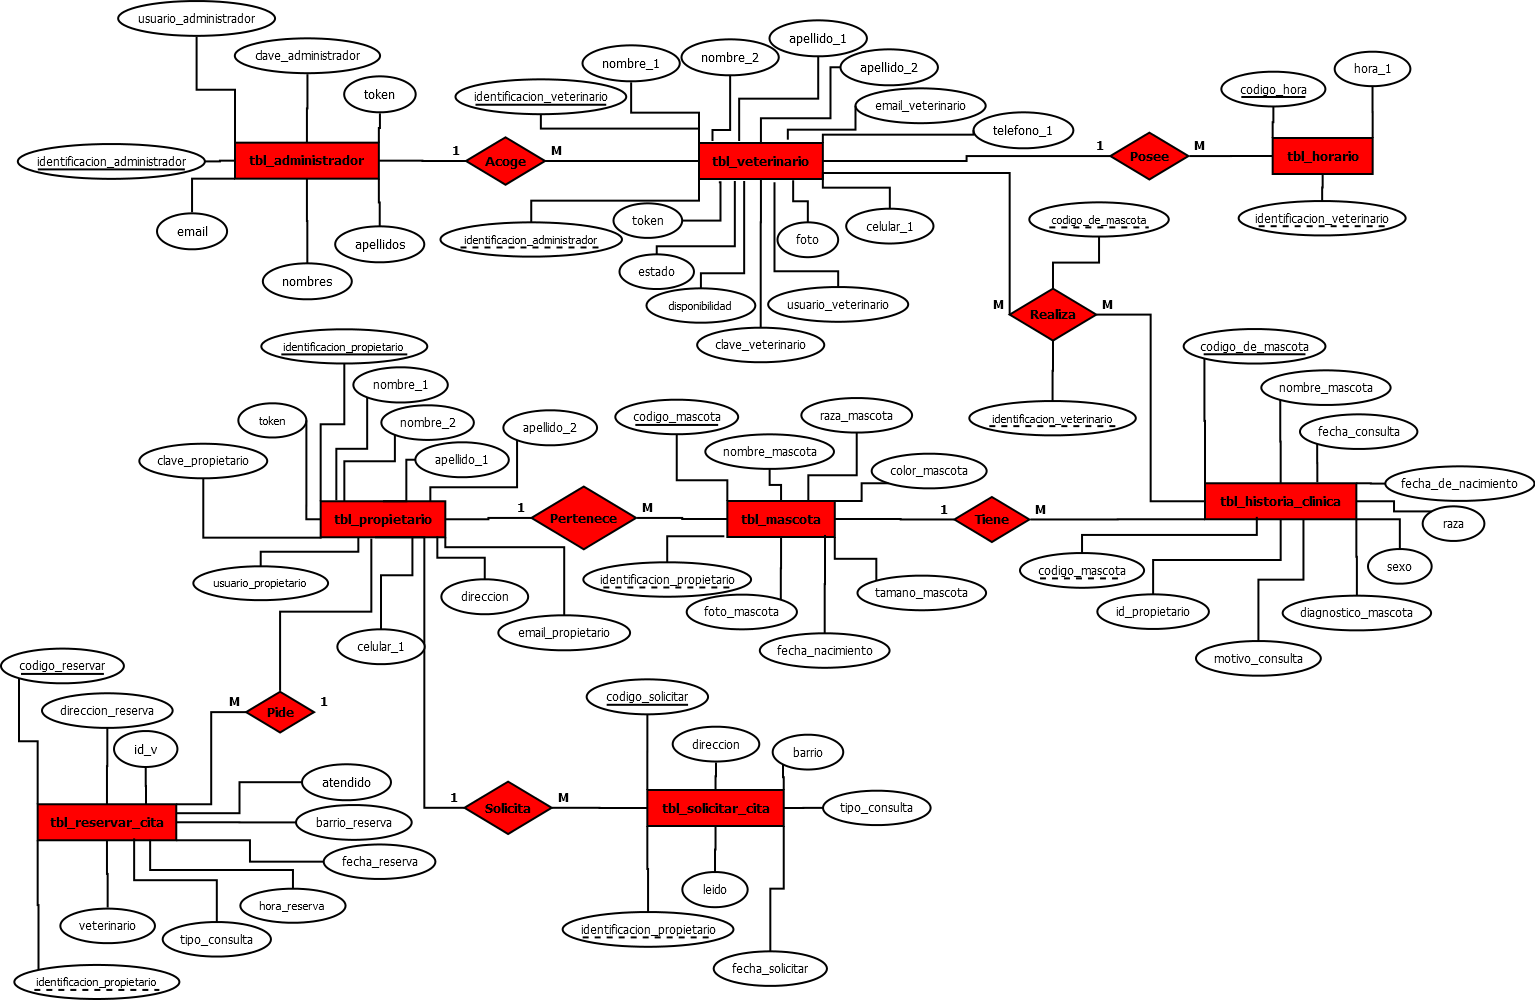 usuario_administrador
clave_administrador
token
identificacion_administrador
tbl_administrador
email
nombres
apellidos
1
Acoge
M
identificacion_veterinario
nombre_1
nombre_2
apellido_1
apellido_2
email_veterinario
telefono_1
tbl_veterinario
identificacion_administrador
token
estado
disponibilidad
clave_veterinario
usuario_veterinario
foto
celular_1
1
Posee
M
codigo_hora
hora_1
tbl_horario
identificacion_veterinario
codigo_de_mascota
M
Realiza
M
identificacion_veterinario
identificacion_propietario
nombre_1
nombre_2
apellido_1
apellido_2
token
clave_propietario
tbl_propietario
usuario_propietario
celular_1
direccion
email_propietario
1
Pertenece
M
codigo_mascota
nombre_mascota
raza_mascota
color_mascota
tbl_mascota
identificacion_propietario
foto_mascota
fecha_nacimiento
tamano_mascota
1
Tiene
M
codigo_de_mascota
nombre_mascota
fecha_consulta
fecha_de_nacimiento
raza
sexo
tbl_historia_clinica
codigo_mascota
id_propietario
motivo_consulta
diagnostico_mascota
M
Pide
1
codigo_reservar
direccion_reserva
id_v
atendido
barrio_reserva
fecha_reserva
hora_reserva
tbl_reservar_cita
veterinario
tipo_consulta
identificacion_propietario
1
Solicita
M
codigo_solicitar
direccion
barrio
tipo_consulta
tbl_solicitar_cita
leido
identificacion_propietario
fecha_solicitar